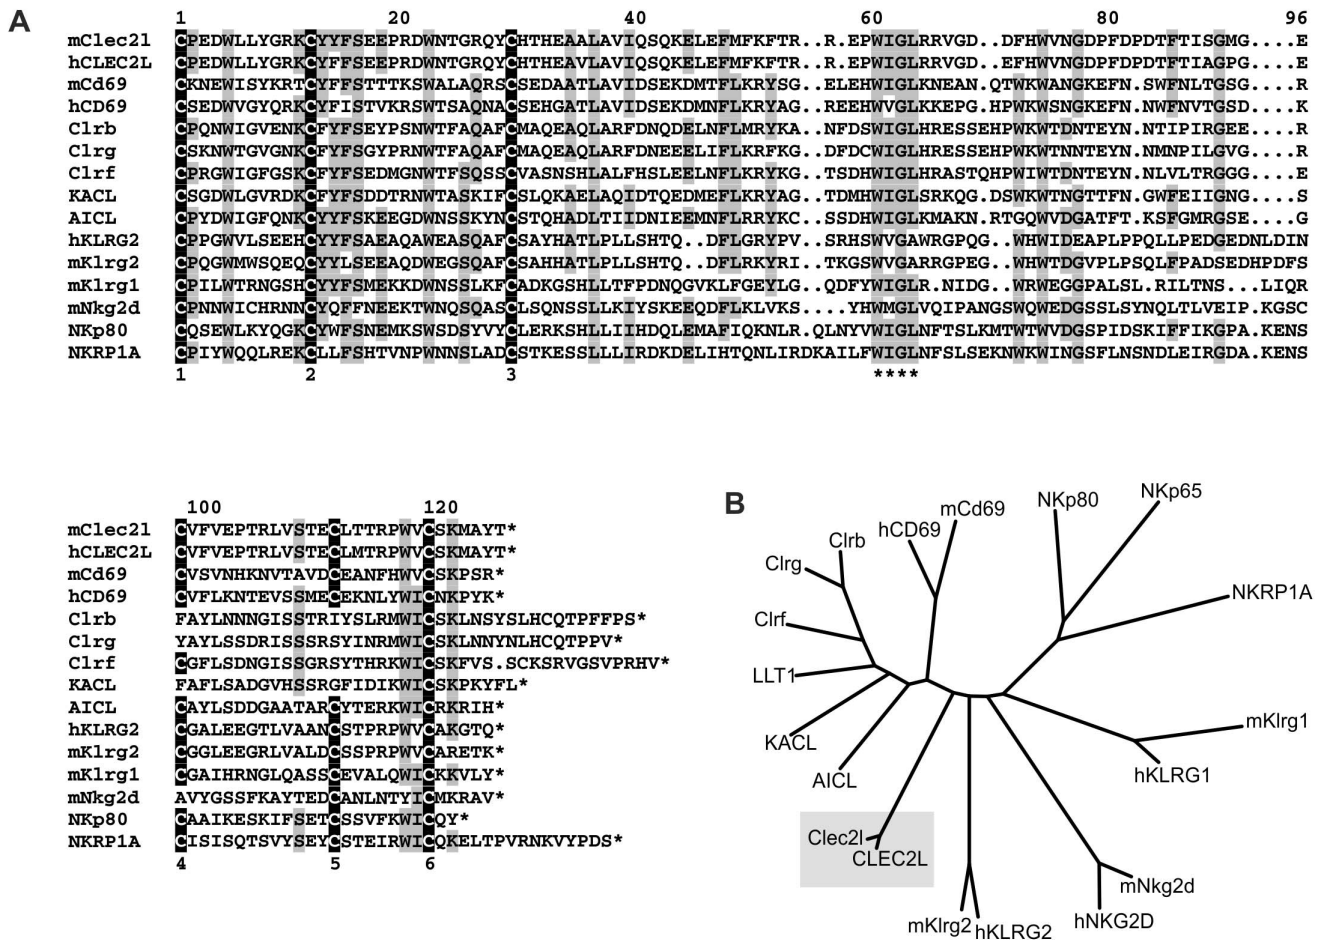 A
1 20 40 60 80 96
mClec2l CPEDWLLYGRKCYYFSEEPRDWNTGRQYCHTHEAALAVIQSQKELEFMFKFTR..R.EPWIGLRRVGD..DFHWVNGDPFDPDTFTISGMG....E
hCLEC2L CPEDWLLYGRKCYFFSEEPRDWNTGRQYCHTHEAVLAVIQSQKELEFMFKFTR..R.EPWIGLRRVGD..EFHWVNGDPFDPDTFTIAGPG....E
mCd69 CKNEWISYKRTCYFFSTTTKSWALAQRSCSEDAATLAVIDSEKDMTFLKRYSG..ELEHWIGLKNEAN.QTWKWANGKEFN.SWFNLTGSG....R
hCD69 CSEDWVGYQRKCYFISTVKRSWTSAQNACSEHGATLAVIDSEKDMNFLKRYAG..REEHWVGLKKEPG.HPWKWSNGKEFN.NWFNVTGSD....K
Clrb CPQNWIGVENKCFYFSEYPSNWTFAQAFCMAQEAQLARFDNQDELNFLMRYKA..NFDSWIGLHRESSEHPWKWTDNTEYN.NTIPIRGEE....R
Clrg CSKNWTGVGNKCFYFSGYPRNWTFAQAFCMAQEAQLARFDNEEELIFLKRFKG..DFDCWIGLHRESSEHPWKWTNNTEYN.NMNPILGVG....R
Clrf CPRGWIGFGSKCFYFSEDMGNWTFSQSSCVASNSHLALFHSLEELNFLKRYKG..TSDHWIGLHRASTQHPWIWTDNTEYN.NLVLTRGGG....E
KACL CSGDWLGVRDKCFYFSDDTRNWTASKIFCSLQKAELAQIDTQEDMEFLKRYAG..TDMHWIGLSRKQG.DSWKWTNGTTFN.GWFEIIGNG....S
AICL CPYDWIGFQNKCYYFSKEEGDWNSSKYNCSTQHADLTIIDNIEEMNFLRRYKC..SSDHWIGLKMAKN.RTGQWVDGATFT.KSFGMRGSE....G
hKLRG2 CPPGWVLSEEHCYYFSAEAQAWEASQAFCSAYHATLPLLSHTQ..DFLGRYPV..SRHSWVGAWRGPQG..WHWIDEAPLPPQLLPEDGEDNLDIN
mKlrg2 CPQGWMWSQEQCYYLSEEAQDWEGSQAFCSAHHATLPLLSHTQ..DFLRKYRI..TKGSWVGARRGPEG..WHWTDGVPLPSQLFPADSEDHPDFS
mKlrg1 CPILWTRNGSHCYYFSMEKKDWNSSLKFCADKGSHLLTFPDNQGVKLFGEYLG...QDFYWIGLR.NIDG..WRWEGGPALSL.RILTNS...LIQR
mNkg2d CPNNWICHRNNCYQFFNEEKTWNQSQASCLSQNSSLLKIYSKEEQDFLKLVKS....YHWMGLVQIPANGSWQWEDGSSLSYNQLTLVEIP.KGSC
NKp80 CQSEWLKYQGKCYWFSNEMKSWSDSYVYCLERKSHLLIIHDQLEMAFIQKNLR.QLNYVWIGLNFTSLKMTWTWVDGSPIDSKIFFIKGPA.KENS
NKRP1A CPIYWQQLREKCLLFSHTVNPWNNSLADCSTKESSLLLIRDKDELIHTQNLIRDKAILFWIGLNFSLSEKNWKWINGSFLNSNDLEIRGDA.KENS
1 2 3 ****
100 120
mClec2l CVFVEPTRLVSTECLTTRPWVCSKMAYT*
hCLEC2L CVFVEPTRLVSTECLMTRPWVCSKMAYT*
mCd69 CVSVNHKNVTAVDCEANFHWVCSKPSR*
hCD69 CVFLKNTEVSSMECEKNLYWICNKPYK*
Clrb FAYLNNNGISSTRIYSLRMWICSKLNSYSLHCQTPFFPS*
Clrg YAYLSSDRISSSRSYINRMWICSKLNNYNLHCQTPPV*
Clrf CGFLSDNGISSGRSYTHRKWICSKFVS.SCKSRVGSVPRHV*
KACL FAFLSADGVHSSRGFIDIKWICSKPKYFL*
AICL CAYLSDDGAATARCYTERKWICRKRIH*
hKLRG2 CGALEEGTLVAANCSTPRPWVCAKGTQ*
mKlrg2 CGGLEEGRLVALDCSSPRPWVCARETK*
mKlrg1 CGAIHRNGLQASSCEVALQWICKKVLY*
mNkg2d AVYGSSFKAYTEDCANLNTYICMKRAV*
NKp80 CAAIKESKIFSETCSSVFKWICQY*
NKRP1A CISISQTSVYSEYCSTEIRWICQKELTPVRNKVYPDS*
4 5 6
B
NKp80
NKp65
mCd69
hCD69
Clrb
Clrg
NKRP1A
Clrf
LLT1
mKlrg1
KACL
hKLRG1
AICL
Clec2l
CLEC2L
mNkg2d
hNKG2D
mKlrg2
hKLRG2